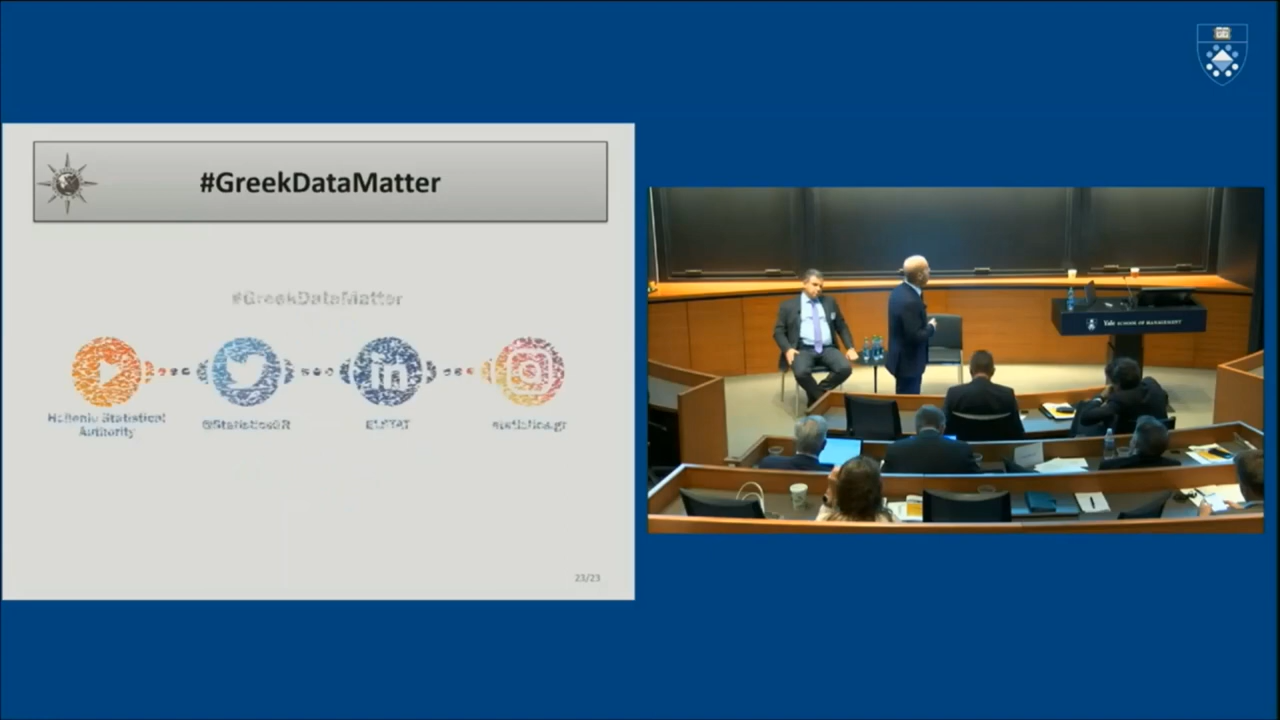 #GreekDataMatter
#GreekDataMatter
Hellenic Statistical
Authority
@StatisticsGR
ELSTAT
statistics.gr
23/23
Yale SCHOOL OF MANAGEMENT